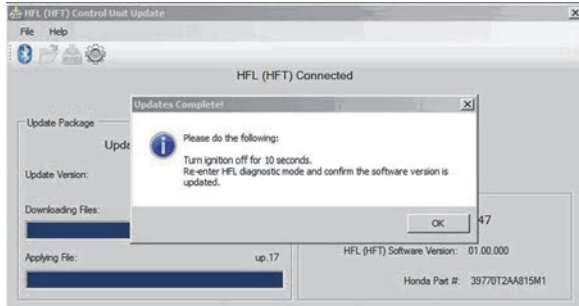 HFL (HFT) Control Unit Update
File Help
HFL (HFT) Connected
Updates Complete!
Please do the following:
Turn ignition off for 10 seconds.
Re-enter HFL diagnostic mode and confirm the software version is
updated.
OK
Update Package
Upda
Update Version:
Downloading Files:
47
Applying File: up.17
HFL (HFT) Software Version: 01.00.000
Honda Part #: 39770T2AA815M1